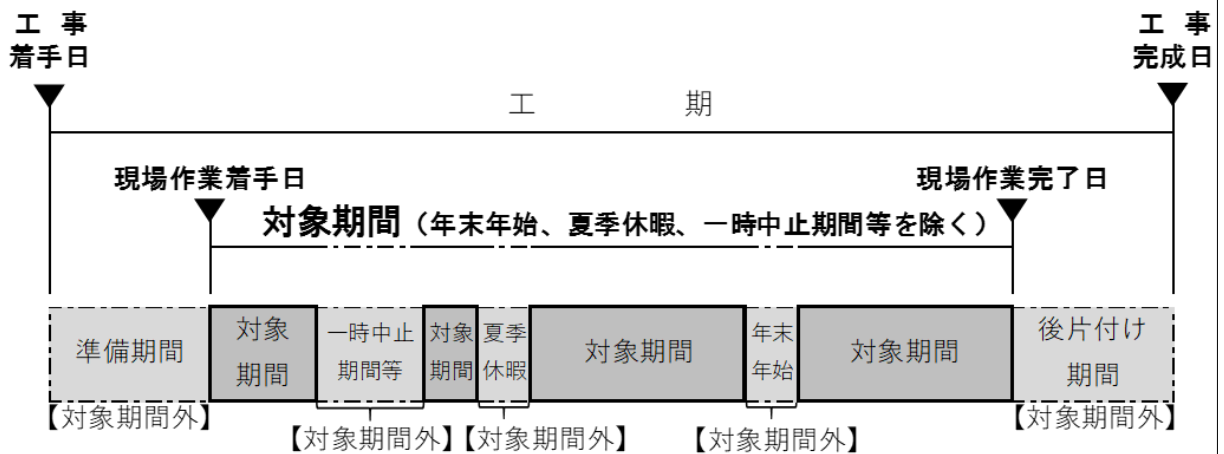 工 事
着手日
工 事
完成日
工 期
現場作業着手日
現場作業完了日
対象期間（年末年始、夏季休暇、一時中止期間等を除く）
準備期間
対象
期間
一時中止
期間等
対象
期間
夏季
休暇
対象期間
年末
年始
対象期間
後片付け
期間
【対象期間外】
【対象期間外】
【対象期間外】
【対象期間外】
【対象期間外】